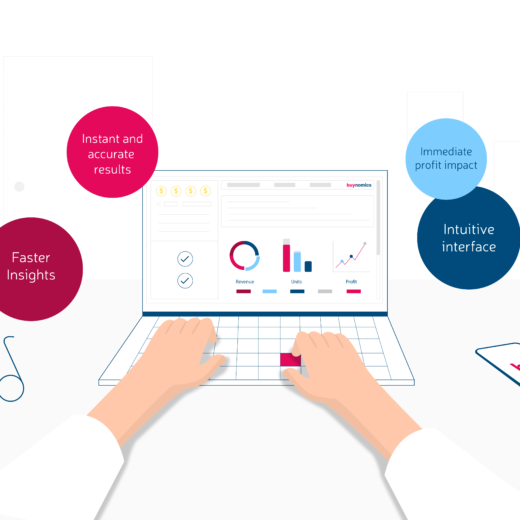 Instant and
accurate
results
Immediate
profit impact
Faster
Insights
Intuitive
interface
buynomics
$ $ $ $
Revenue
Units
Profit